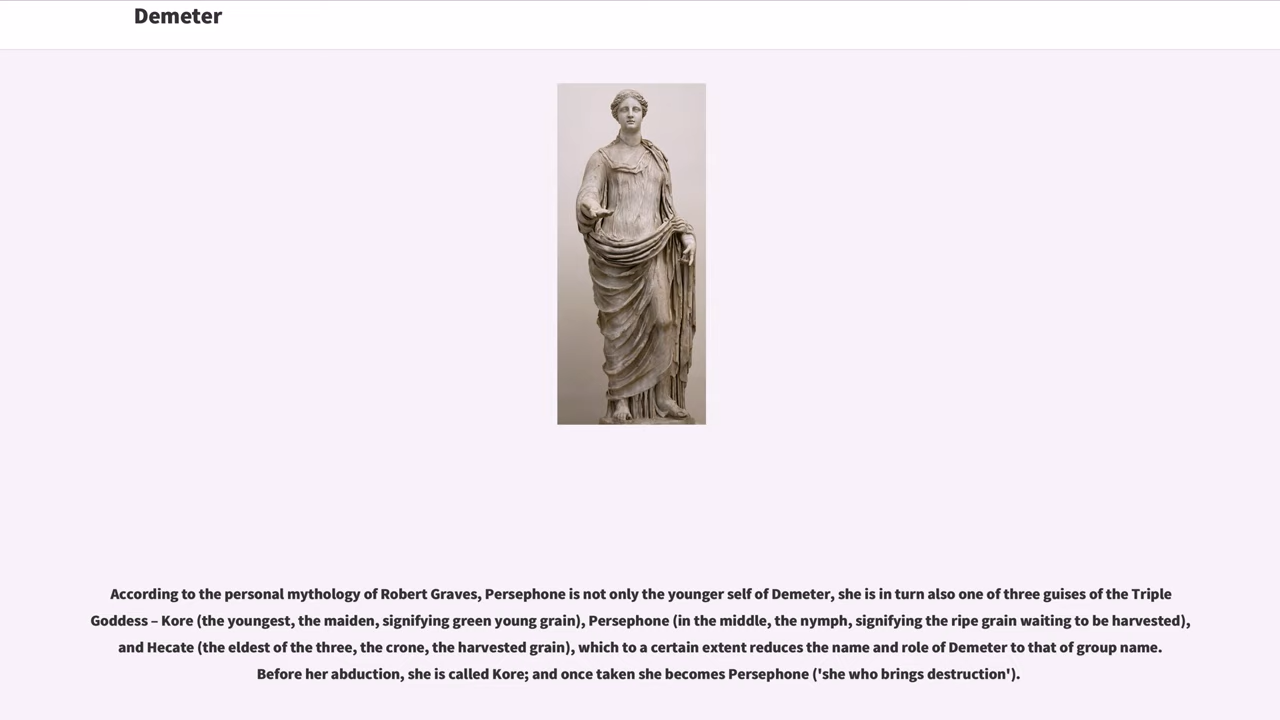 Demeter
According to the personal mythology of Robert Graves, Persephone is not only the younger self of Demeter, she is in turn also one of three guises of the Triple
Goddess – Kore (the youngest, the maiden, signifying green young grain), Persephone (in the middle, the nymph, signifying the ripe grain waiting to be harvested),
and Hecate (the eldest of the three, the crone, the harvested grain), which to a certain extent reduces the name and role of Demeter to that of group name.
Before her abduction, she is called Kore; and once taken she becomes Persephone ('she who brings destruction').